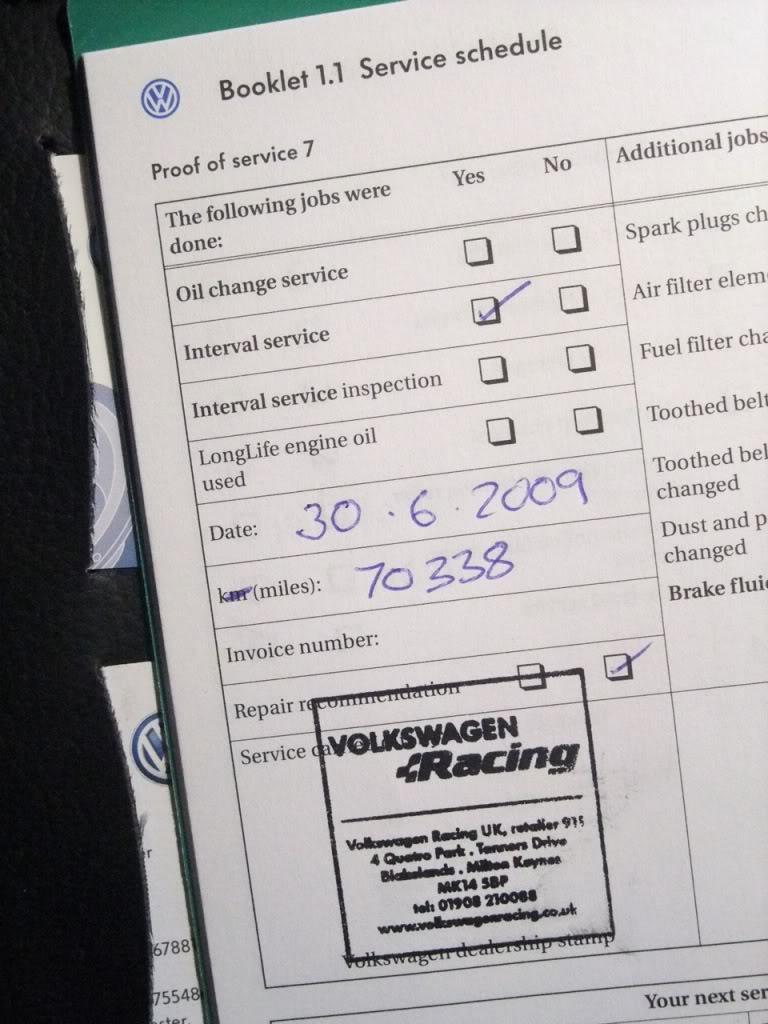 Booklet 1.1 Service schedule
Proof of service 7
The following jobs were
done:
Yes No
Additional jobs
Oil change service
Interval service
Interval service inspection
LongLife engine oil
used
Date: 30.6.2009
km (miles): 70338
Invoice number:
Repair recommendation
Service
VOLKSWAGEN
Racing
Volkswagen Racing UK, retailer 915
4 Quatro Park . Tanners Drive
Blakelands . Milton Keynes
MK14 5BP
tel: 01908 210088
www.volkswagenracing.co.uk
Volkswagen dealership stamp
Spark plugs ch
Air filter elem
Fuel filter cha
Toothed belt
Toothed bel
changed
Dust and p
changed
Brake fluid
Your next ser
6788
75548